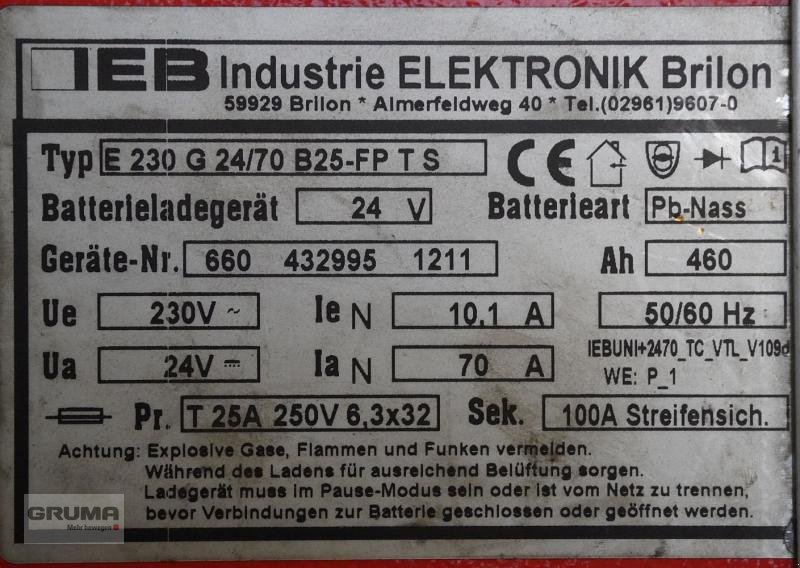 IEB Industrie ELEKTRONIK Brilon
59929 Brilon * Almerfeldweg 40 * Tel.(02961)9607-0
Typ E 230 G 24/70 B25-FP T S CE i
Batterieladegerät 24 V Batterieart Pb-Nass
Geräte-Nr. 660 432995 1211 Ah 460
Ue 230V ~ Ie N 10,1 A 50/60 Hz
Ua 24V ⎓ Ia N 70 A IEBUNI+2470_TC_VTL_V109d
WE: P_1
Pr. T 25A 250V 6,3x32 Sek. 100A Streifensich.
Achtung: Explosive Gase, Flammen und Funken vermeiden.
Während des Ladens für ausreichend Belüftung sorgen.
Ladegerät muss im Pause-Modus sein oder ist vom Netz zu trennen,
bevor Verbindungen zur Batterie geschlossen oder geöffnet werden.
GRUMA
Mehr bewegen